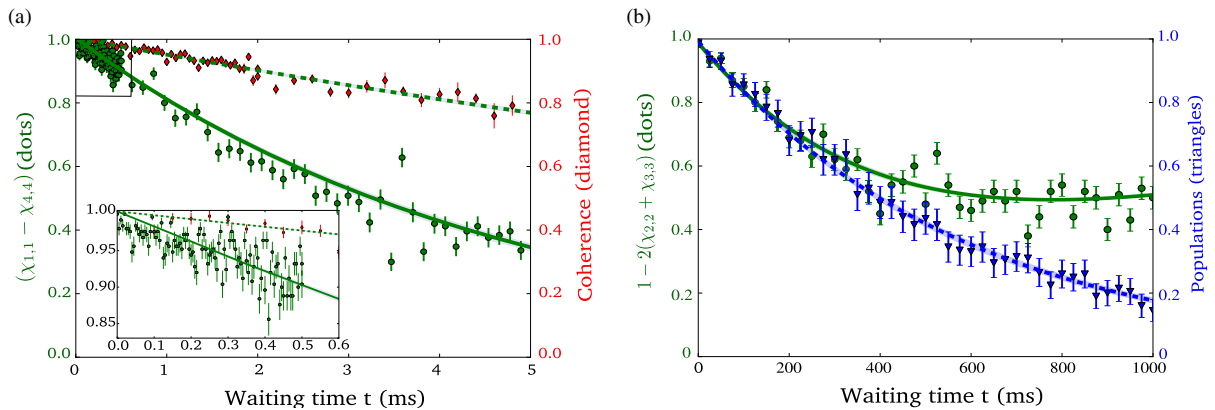 (a)
1.0
0.8
0.6
0.4
0.2
0.0
(χ1,1 − χ4,4) (dots)
1.00
0.95
0.90
0.85
0.0 0.1 0.2 0.3 0.4 0.5 0.6
0 1 2 3 4 5
Waiting time t (ms)
1.0
0.8
0.6
0.4
0.2
0.0
Coherence (diamond)
(b)
1.0
0.8
0.6
0.4
0.2
0
1 − 2(χ2,2 + χ3,3) (dots)
0 200 400 600 800 1000
Waiting time t (ms)
1.0
0.8
0.6
0.4
0.2
0
Populations (triangles)